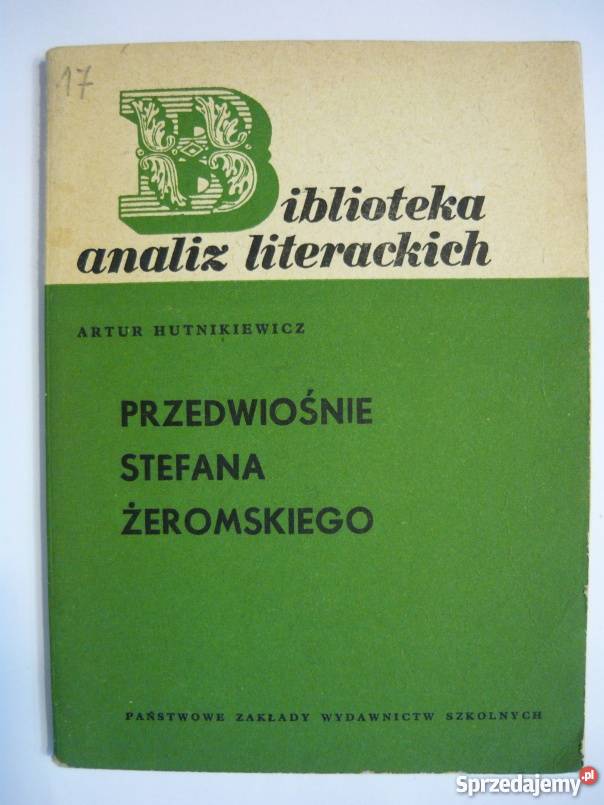 17
Biblioteka
analiz literackich
ARTUR HUTNIKIEWICZ
PRZEDWIOŚNIE
STEFANA
ŻEROMSKIEGO
PAŃSTWOWE ZAKŁADY WYDAWNICTW SZKOLNYCH
Sprzedajemy.pl